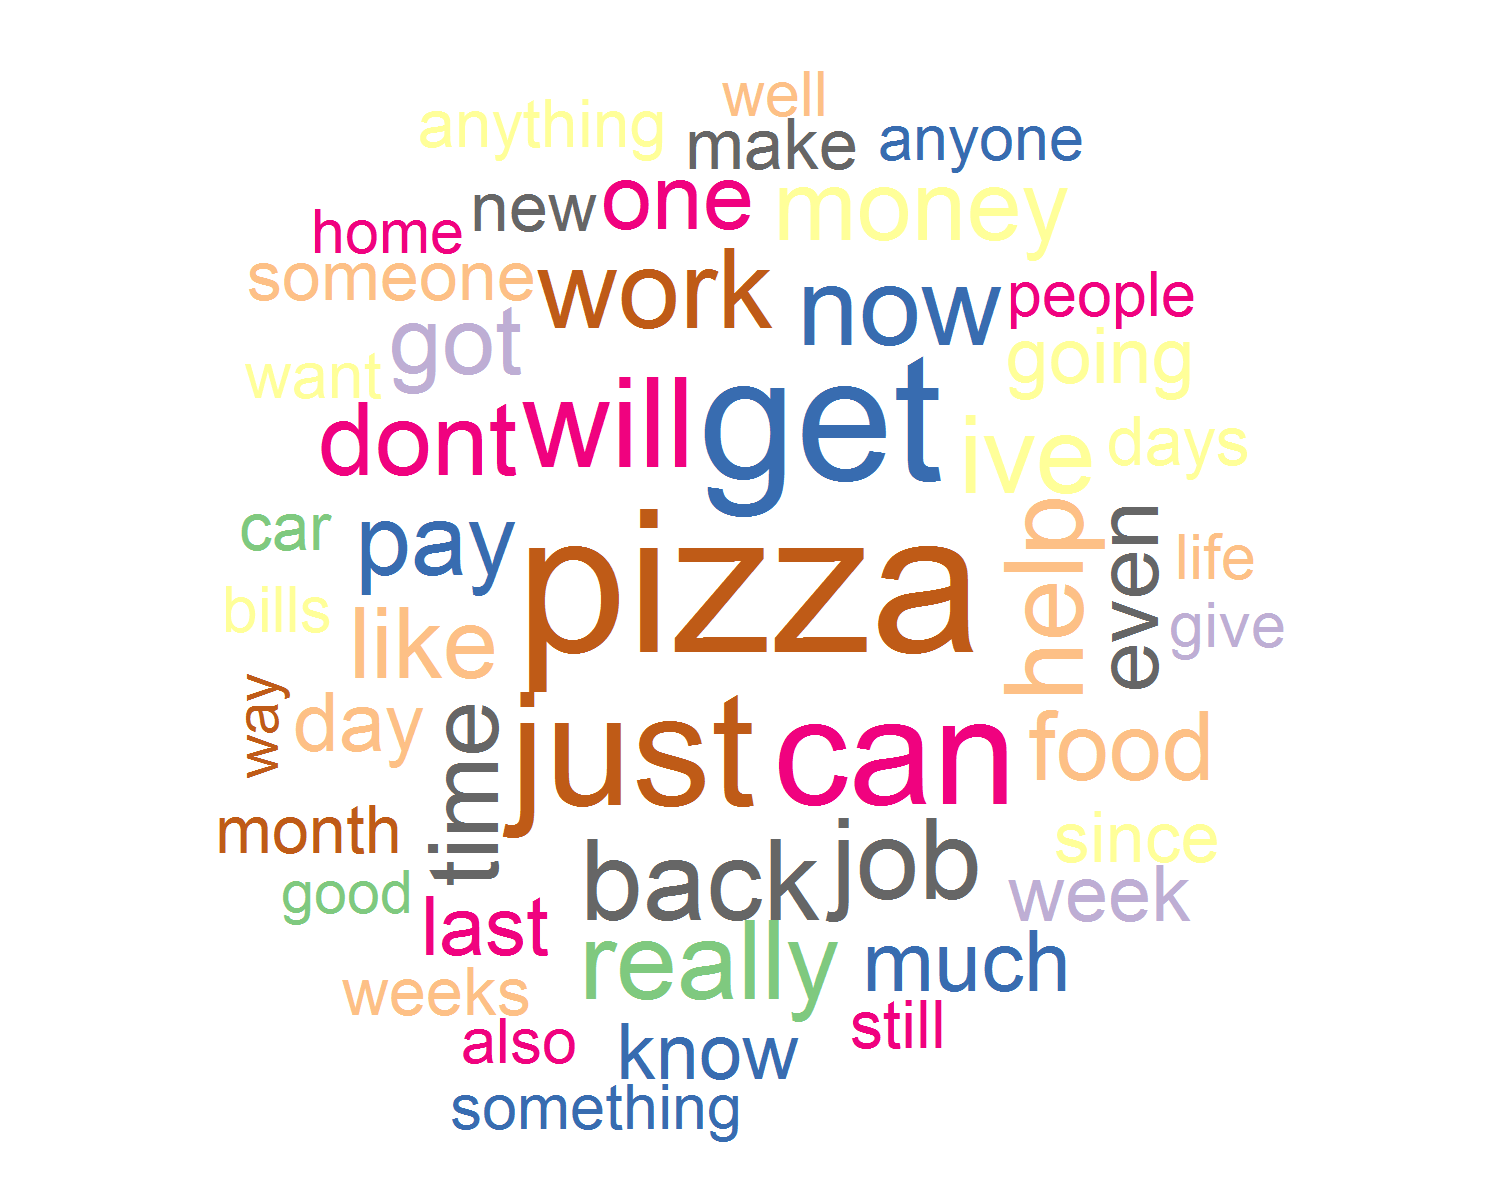 well
anything make anyone
new one money
home
someone work now people
got going
want
dont will get ive days
car pay pizza help even life
bills like give
way day time just can food
month back job since
good week
last really much
weeks
also know still
something